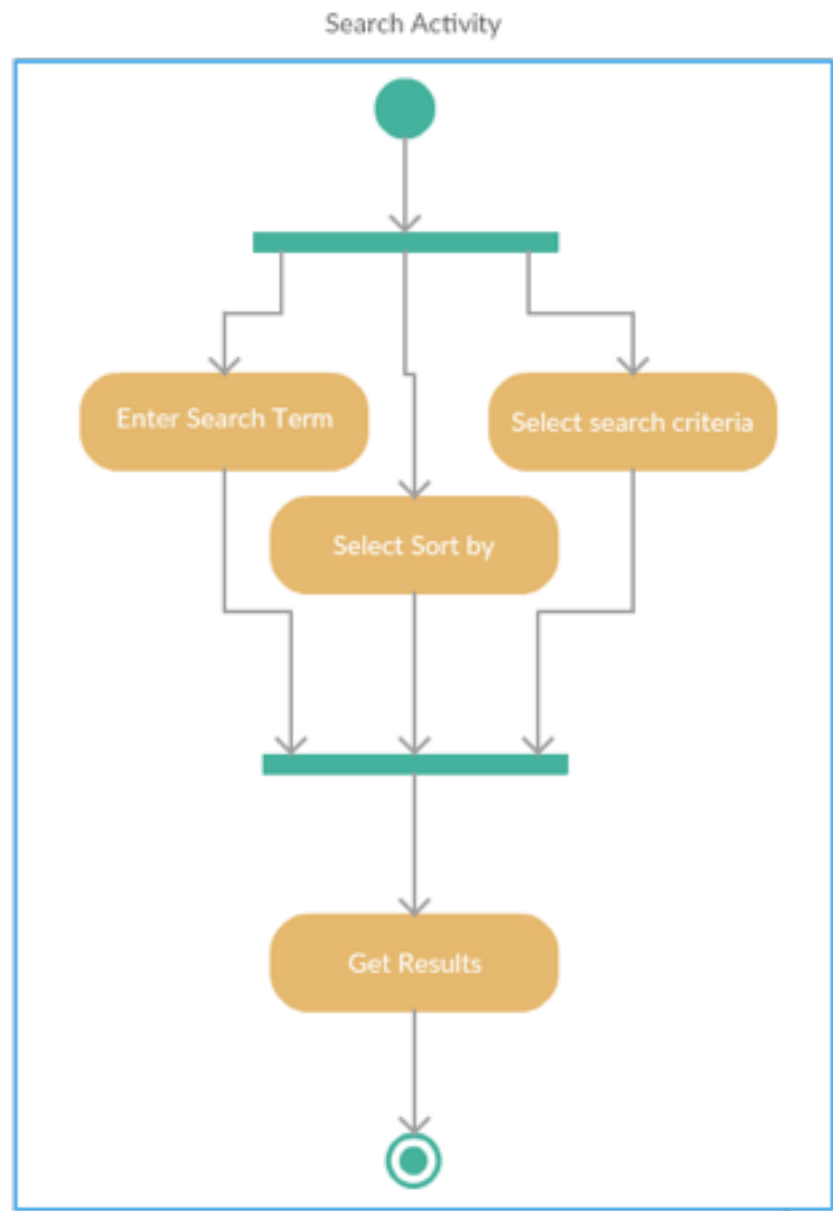 Search Activity
Enter Search Term
Select search criteria
Select Sort by
Get Results